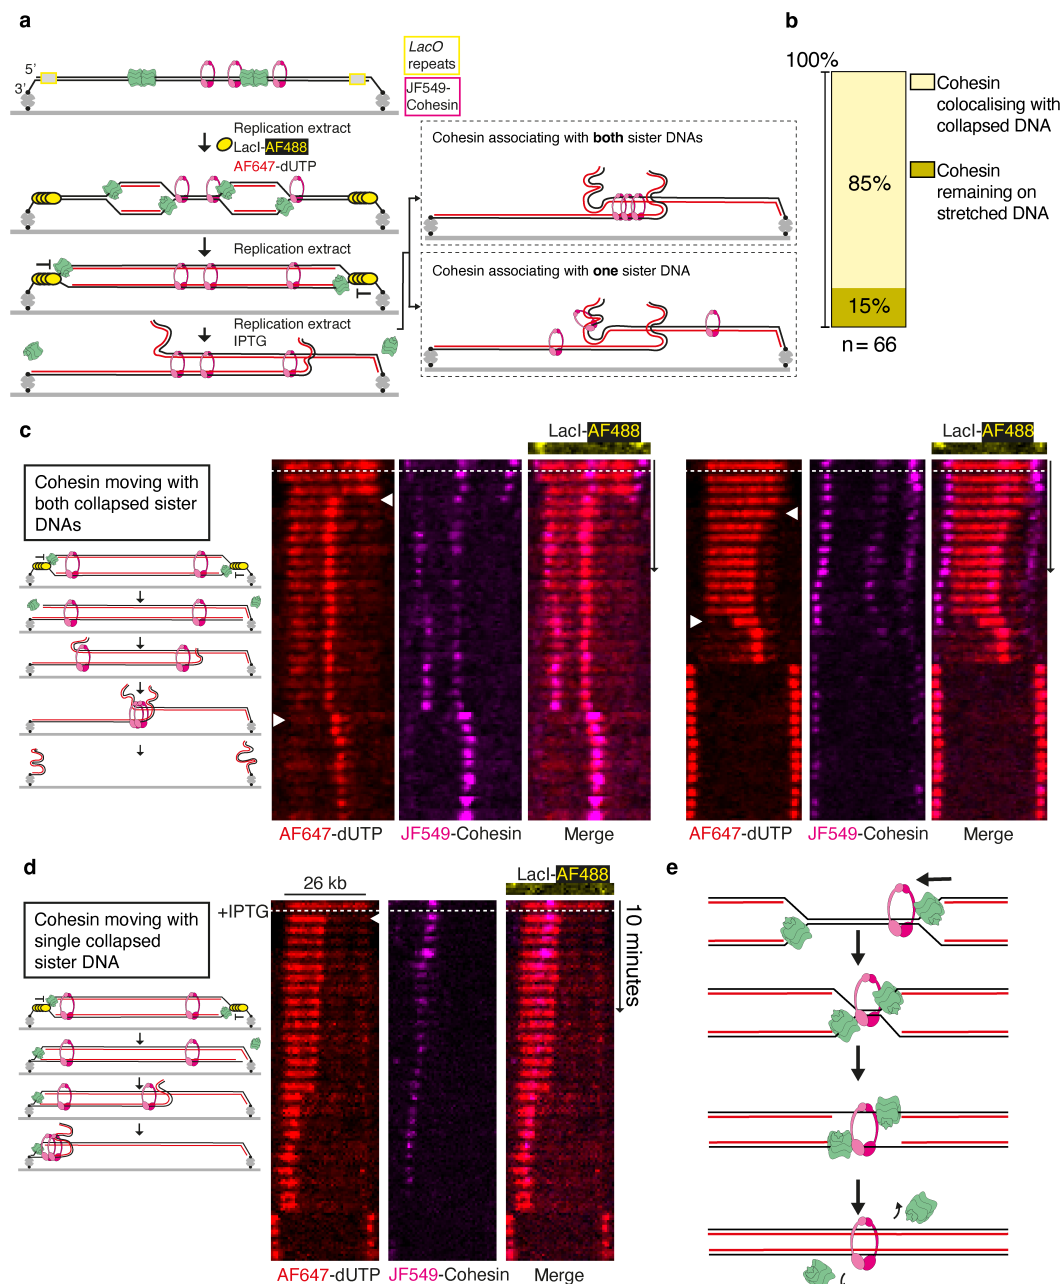 a
5'
3'
LacO
repeats
JF549-
Cohesin
Replication extract
LacI-AF488
AF647-dUTP
Replication extract
Replication extract
IPTG
Cohesin associating with both sister DNAs
Cohesin associating with one sister DNA
b
100%
85%
15%
n = 66
Cohesin
colocalising with
collapsed DNA
Cohesin
remaining on
stretched DNA
c
Cohesin moving with
both collapsed sister
DNAs
LacI-AF488
AF647-dUTP
JF549-Cohesin
Merge
LacI-AF488
AF647-dUTP
JF549-Cohesin
Merge
d
Cohesin moving with
single collapsed
sister DNA
+IPTG
26 kb
LacI-AF488
10 minutes
AF647-dUTP
JF549-Cohesin
Merge
e